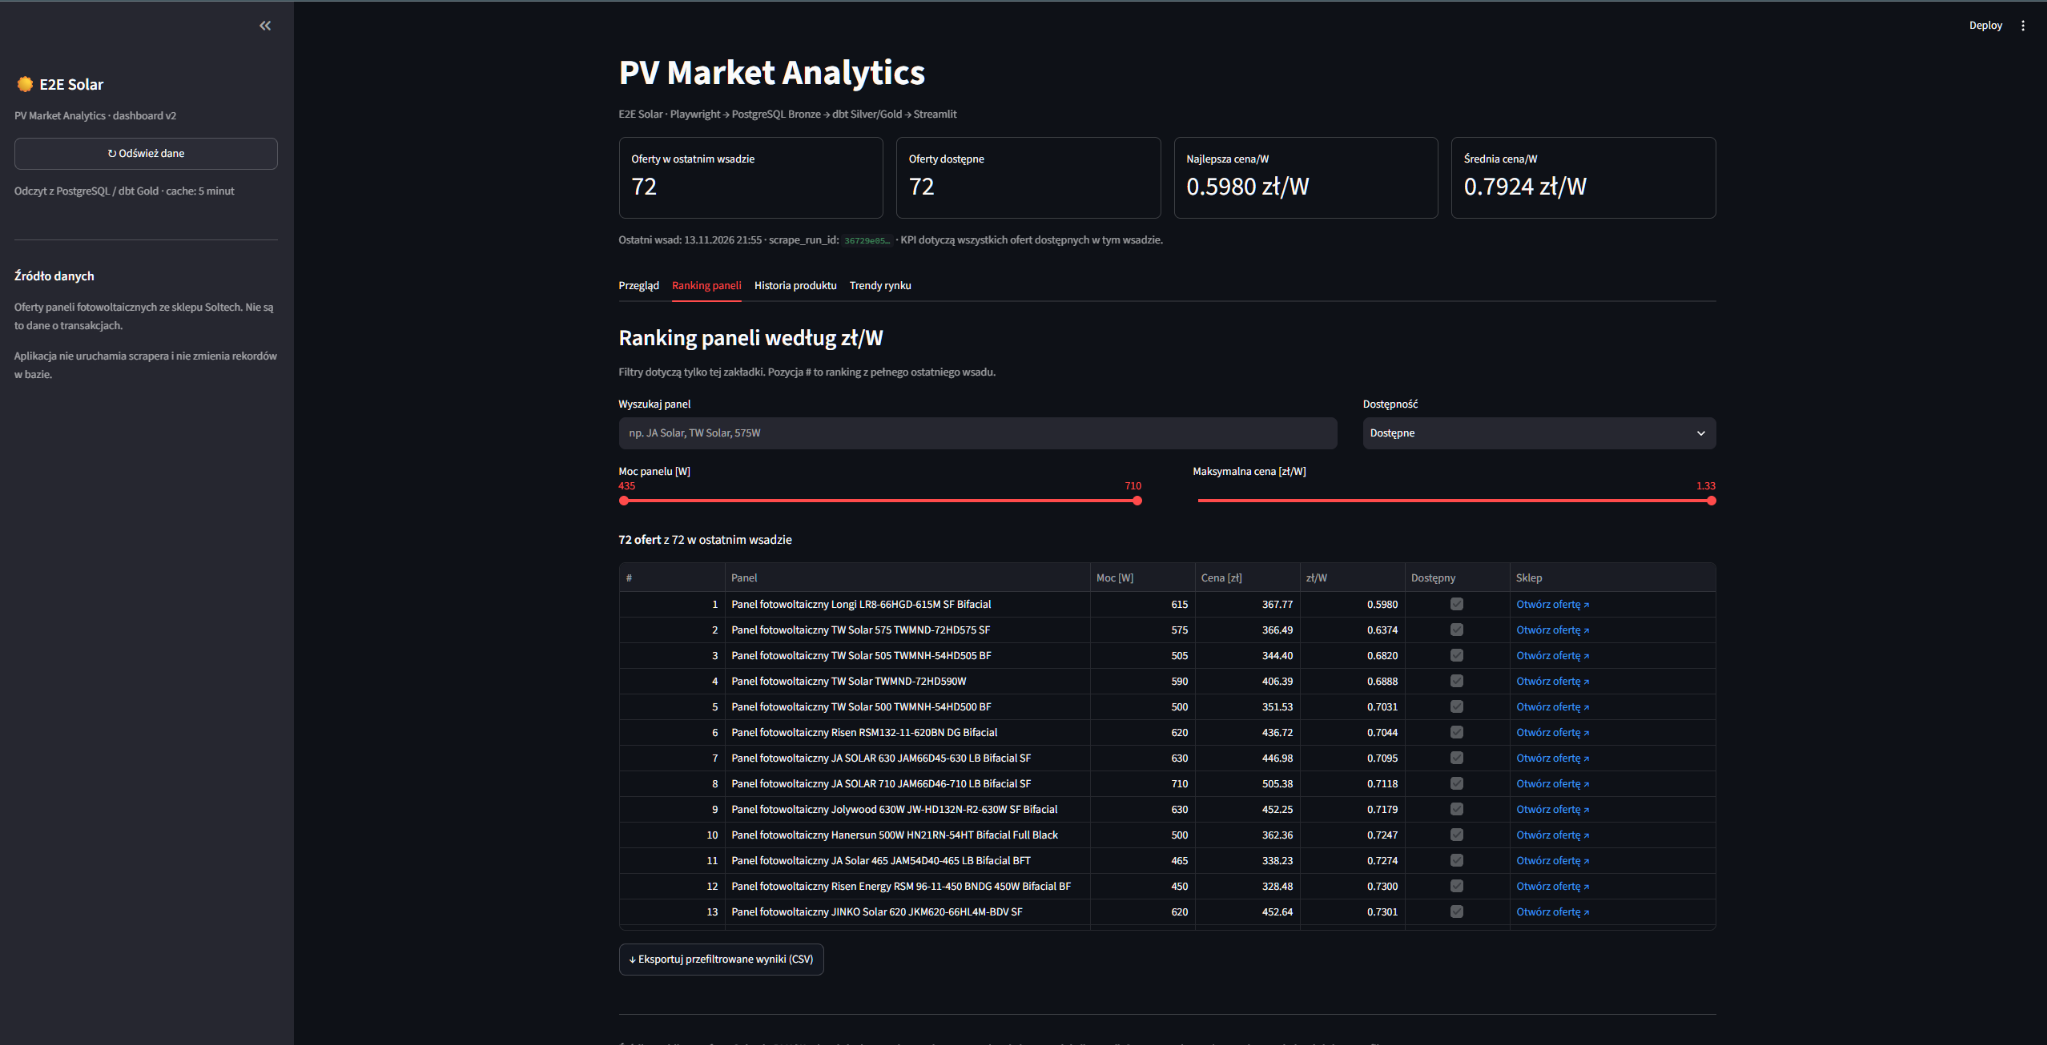 Deploy
E2E Solar
PV Market Analytics · dashboard v2
↻ Odśwież dane
Odczyt z PostgreSQL / dbt Gold · cache: 5 minut
Źródło danych
Oferty paneli fotowoltaicznych ze sklepu Soltech. Nie są
to dane o transakcjach.
Aplikacja nie uruchamia scrapera i nie zmienia rekordów
w bazie.
PV Market Analytics
E2E Solar · Playwright → PostgreSQL Bronze → dbt Silver/Gold → Streamlit
Oferty w ostatnim wsadzie
72
Oferty dostępne
72
Najlepsza cena/W
0.5980 zł/W
Średnia cena/W
0.7924 zł/W
Ostatni wsad: 13.11.2026 21:55 · scrape_run_id: 36729e05… · KPI dotyczą wszystkich ofert dostępnych w tym wsadzie.
Przegląd Ranking paneli Historia produktu Trendy rynku
Ranking paneli według zł/W
Filtry dotyczą tylko tej zakładki. Pozycja # to ranking z pełnego ostatniego wsadu.
Wyszukaj panel
np. JA Solar, TW Solar, 575W
Dostępność
Dostępne
Moc panelu [W]
435 710
Maksymalna cena [zł/W]
1.33
72 ofert z 72 w ostatnim wsadzie
# Panel Moc [W] Cena [zł] zł/W Dostępny Sklep
1 Panel fotowoltaiczny Longi LR8-66HGD-615M SF Bifacial 615 367.77 0.5980 Otwórz ofertę ↗
2 Panel fotowoltaiczny TW Solar 575 TWMND-72HD575 SF 575 366.49 0.6374 Otwórz ofertę ↗
3 Panel fotowoltaiczny TW Solar 505 TWMNH-54HD505 BF 505 344.40 0.6820 Otwórz ofertę ↗
4 Panel fotowoltaiczny TW Solar TWMND-72HD590W 590 406.39 0.6888 Otwórz ofertę ↗
5 Panel fotowoltaiczny TW Solar 500 TWMNH-54HD500 BF 500 351.53 0.7031 Otwórz ofertę ↗
6 Panel fotowoltaiczny Risen RSM132-11-620BN DG Bifacial 620 436.72 0.7044 Otwórz ofertę ↗
7 Panel fotowoltaiczny JA SOLAR 630 JAM66D45-630 LB Bifacial SF 630 446.98 0.7095 Otwórz ofertę ↗
8 Panel fotowoltaiczny JA SOLAR 710 JAM66D46-710 LB Bifacial SF 710 505.38 0.7118 Otwórz ofertę ↗
9 Panel fotowoltaiczny Jolywood 630W JW-HD132N-R2-630W SF Bifacial 630 452.25 0.7179 Otwórz ofertę ↗
10 Panel fotowoltaiczny Hanersun 500W HN21RN-54HT Bifacial Full Black 500 362.36 0.7247 Otwórz ofertę ↗
11 Panel fotowoltaiczny JA Solar 465 JAM54D40-465 LB Bifacial BFT 465 338.23 0.7274 Otwórz ofertę ↗
12 Panel fotowoltaiczny Risen Energy RSM 96-11-450 BNDG 450W Bifacial BF 450 328.48 0.7300 Otwórz ofertę ↗
13 Panel fotowoltaiczny JINKO Solar 620 JKM620-66HL4M-BDV SF 620 452.64 0.7301 Otwórz ofertę ↗
↓ Eksportuj przefiltrowane wyniki (CSV)